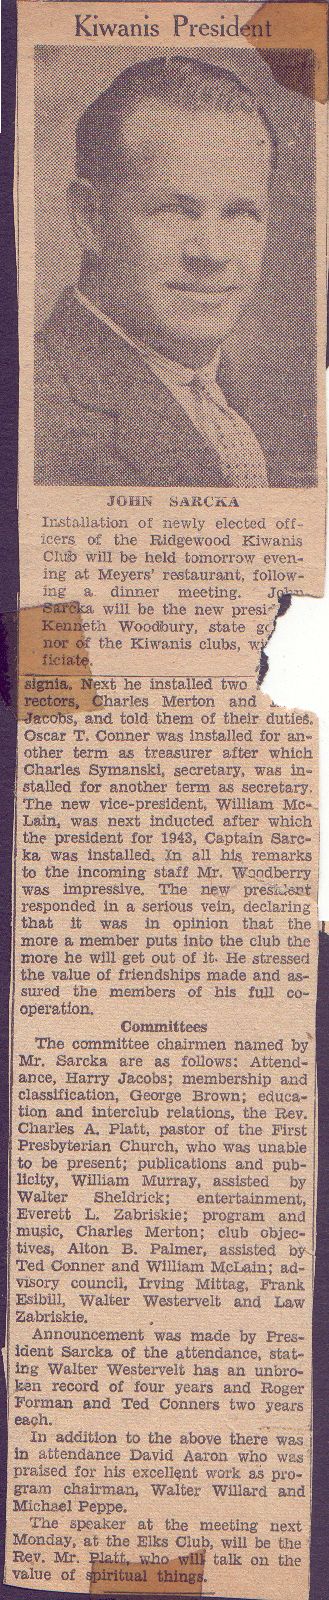 Kiwanis President
JOHN SARCKA
Installation of newly elected off-
icers of the Ridgewood Kiwanis
Club will be held tomorrow even-
ing at Meyers' restaurant, follow-
ing a dinner meeting. John
Sarcka will be the new presi
Kenneth Woodbury, state go
nor of the Kiwanis clubs, wi
ficiate.
signia. Next he installed two
rectors, Charles Merton and
Jacobs, and told them of their duties.
Oscar T. Conner was installed for an-
other term as treasurer after which
Charles Symanski, secretary, was in-
stalled for another term as secretary.
The new vice-president, William Mc-
Lain, was next inducted after which
the president for 1943, Captain Sarc-
ka was installed. In all his remarks
to the incoming staff Mr. Woodberry
was impressive. The new president
responded in a serious vein, declaring
that it was in opinion that the
more a member puts into the club the
more he will get out of it. He stressed
the value of friendships made and as-
sured the members of his full co-
operation.
Committees
The committee chairmen named by
Mr. Sarcka are as follows: Attend-
ance, Harry Jacobs; membership and
classification, George Brown; educa-
tion and interclub relations, the Rev.
Charles A. Platt, pastor of the First
Presbyterian Church, who was unable
to be present; publications and pub-
licity, William Murray, assisted by
Walter Sheldrick; entertainment,
Everett L. Zabriskie; program and
music, Charles Merton; club objec-
tives, Alton B. Palmer, assisted by
Ted Conner and William McLain; ad-
visory council, Irving Mittag, Frank
Esibill, Walter Westervelt and Law
Zabriskie.
Announcement was made by Pres-
ident Sarcka of the attendance, stat-
ing Walter Westervelt has an unbro-
ken record of four years and Roger
Forman and Ted Conners two years
each.
In addition to the above there was
in attendance David Aaron who was
praised for his excellent work as pro-
gram chairman, Walter Willard and
Michael Peppe.
The speaker at the meeting next
Monday, at the Elks Club, will be the
Rev. Mr. Platt, who will talk on the
value of spiritual things.